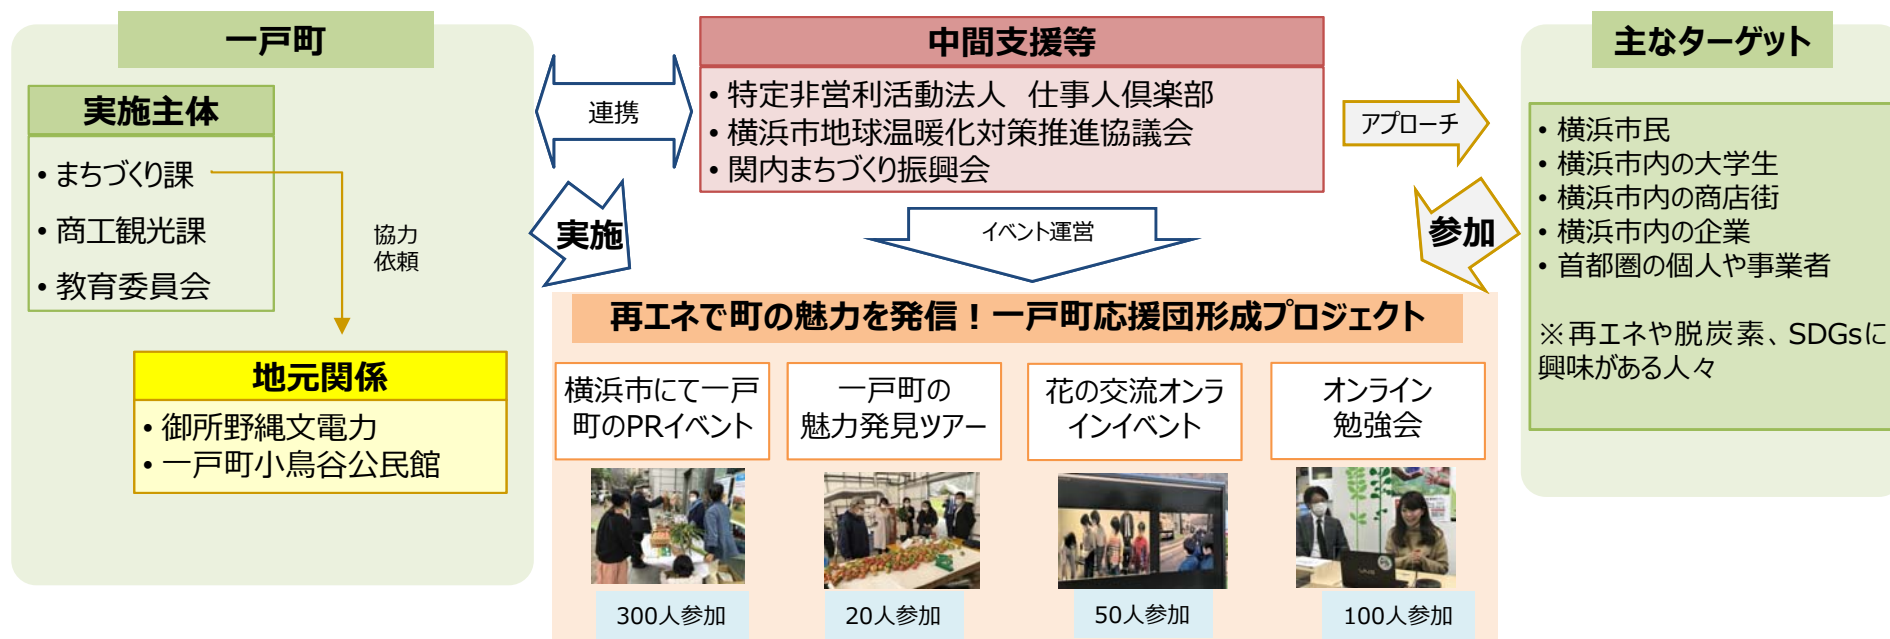 一戸町
実施主体
• まちづくり課
• 商工観光課
• 教育委員会
協力
依頼
地元関係
• 御所野縄文電力
• 一戸町小鳥谷公民館
連携
実施
中間支援等
• 特定非営利活動法人　仕事人倶楽部
• 横浜市地球温暖化対策推進協議会
• 関内まちづくり振興会
イベント運営
アプローチ
参加
主なターゲット
• 横浜市民
• 横浜市内の大学生
• 横浜市内の商店街
• 横浜市内の企業
• 首都圏の個人や事業者
※再エネや脱炭素、SDGsに
興味がある人々
再エネで町の魅力を発信！一戸町応援団形成プロジェクト
横浜市にて一戸
町のPRイベント
300人参加
一戸町の
魅力発見ツアー
20人参加
花の交流オンラ
インイベント
50人参加
オンライン
勉強会
100人参加